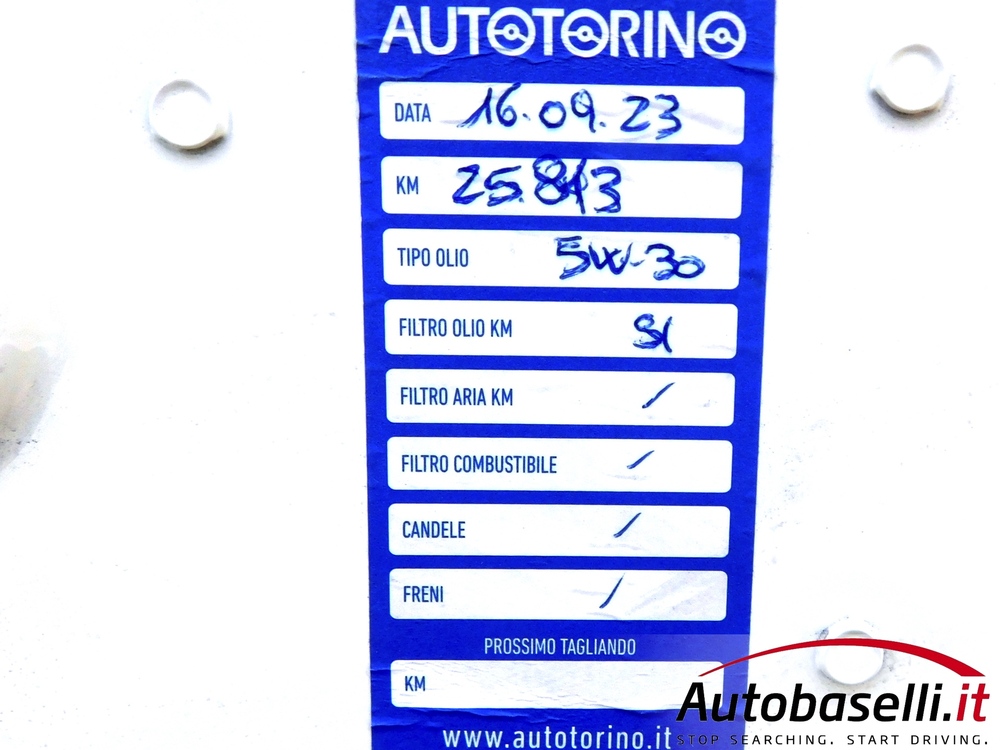 AUTOTORINO
DATA 16.09.23
KM 25.813
TIPO OLIO 5W-30
FILTRO OLIO KM SI
FILTRO ARIA KM /
FILTRO COMBUSTIBILE /
CANDELE /
FRENI /
PROSSIMO TAGLIANDO
KM
www.autotorino.it
Autobaselli.it
STOP SEARCHING. START DRIVING.